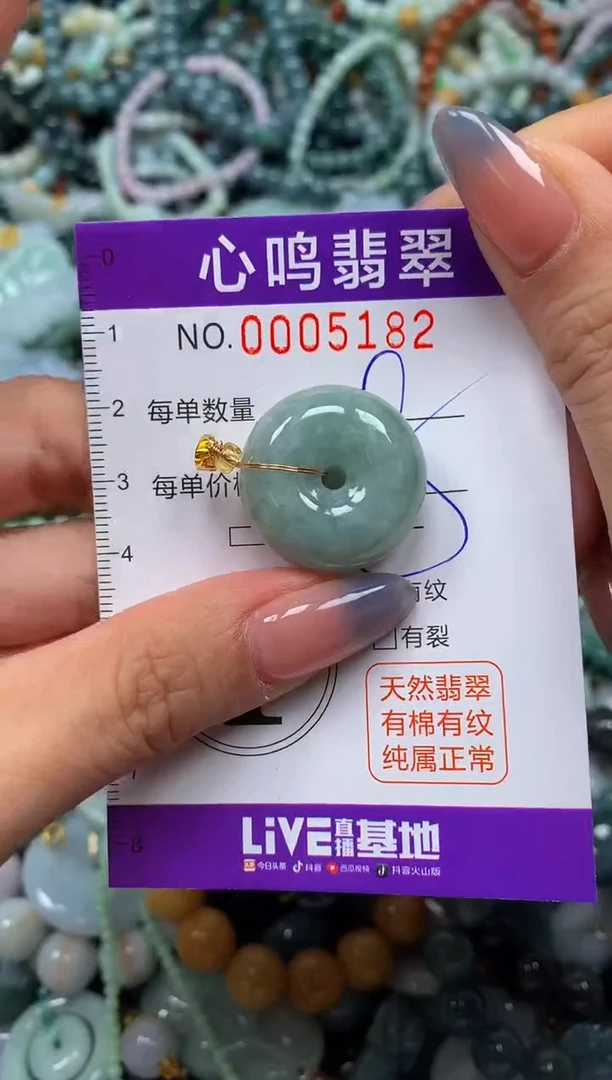 心鸣翡翠
NO.0005182
0
1
2
3
4
8
每单数量
每单价
有纹
有裂
天然翡翠
有棉有纹
纯属正常
LiVE直播基地
今日头条 抖音 西瓜视频 抖音火山版